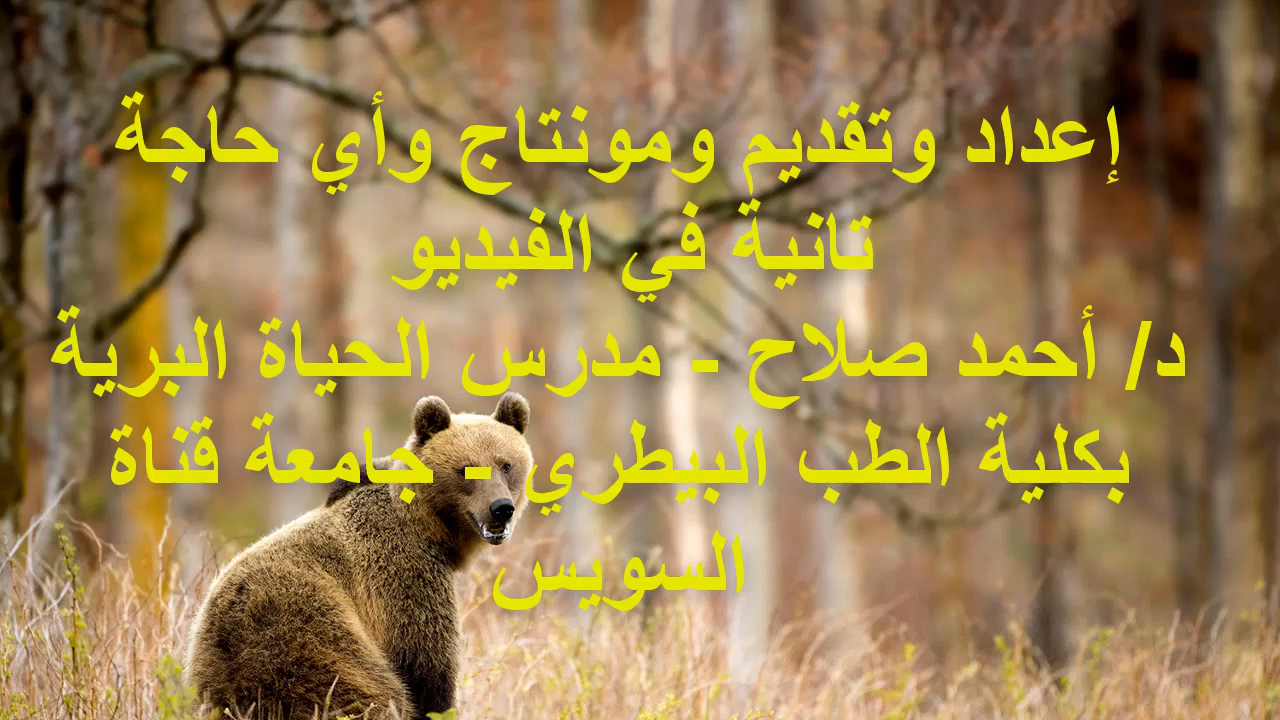 إعداد وتقديم ومونتاج وأي حاجة
تانية في الفيديو
د/ أحمد صلاح - مدرس الحياة البرية
بكلية الطب البيطري - جامعة قناة
السويس